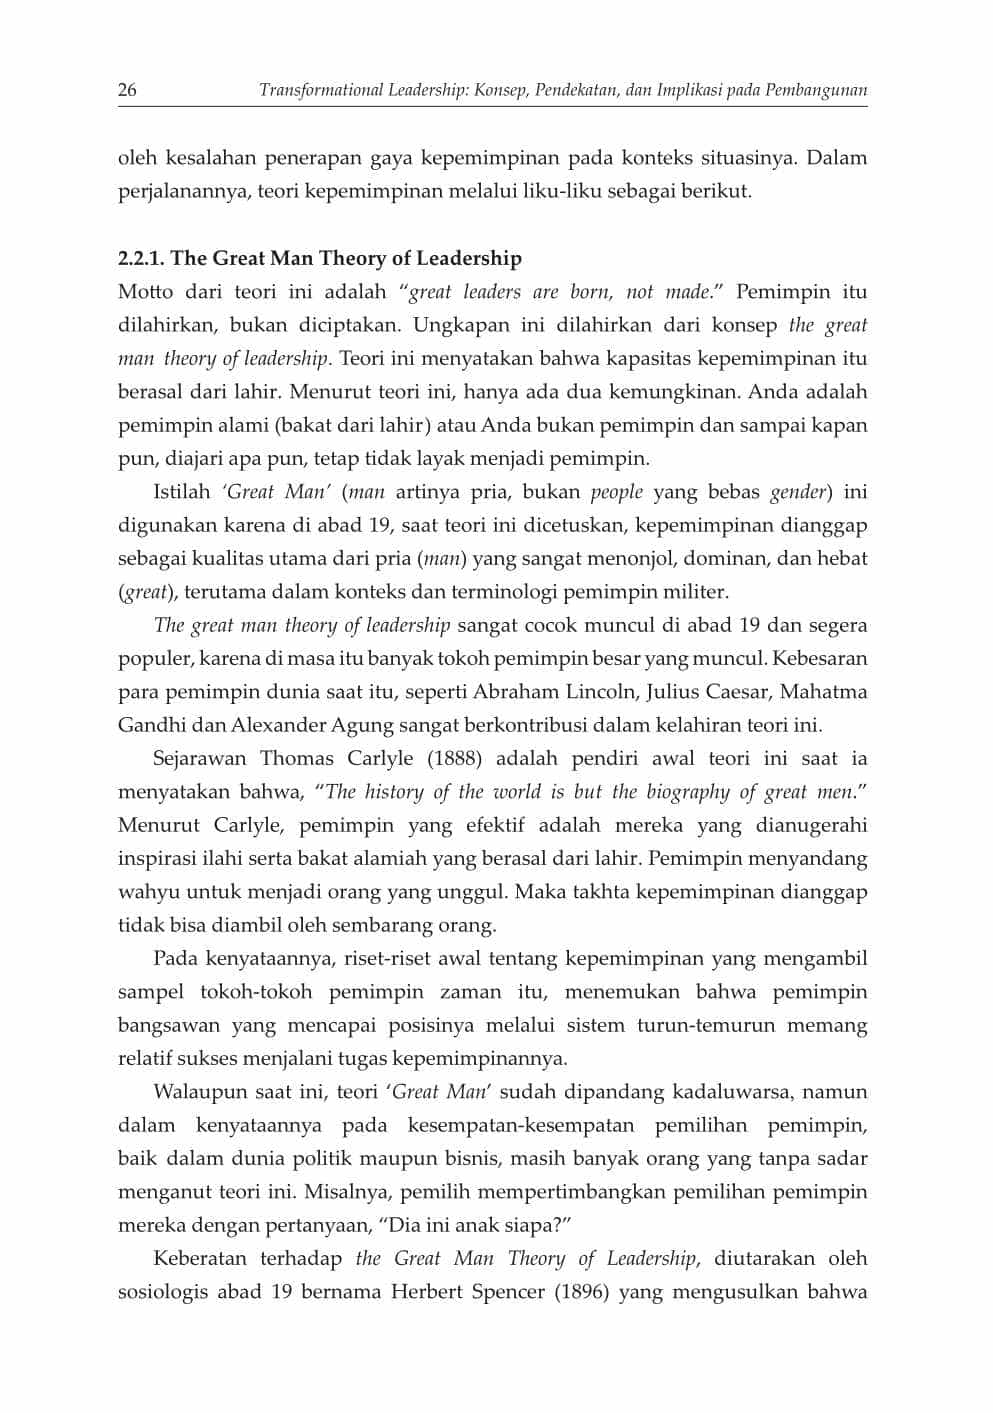 26 Transformational Leadership: Konsep, Pendekatan, dan Implikasi pada Pembangunan
oleh kesalahan penerapan gaya kepemimpinan pada konteks situasinya. Dalam
perjalanannya, teori kepemimpinan melalui liku-liku sebagai berikut.
2.2.1. The Great Man Theory of Leadership
Motto dari teori ini adalah “great leaders are born, not made.” Pemimpin itu
dilahirkan, bukan diciptakan. Ungkapan ini dilahirkan dari konsep the great
man theory of leadership. Teori ini menyatakan bahwa kapasitas kepemimpinan itu
berasal dari lahir. Menurut teori ini, hanya ada dua kemungkinan. Anda adalah
pemimpin alami (bakat dari lahir) atau Anda bukan pemimpin dan sampai kapan
pun, diajari apa pun, tetap tidak layak menjadi pemimpin.
Istilah ‘Great Man’ (man artinya pria, bukan people yang bebas gender) ini
digunakan karena di abad 19, saat teori ini dicetuskan, kepemimpinan dianggap
sebagai kualitas utama dari pria (man) yang sangat menonjol, dominan, dan hebat
(great), terutama dalam konteks dan terminologi pemimpin militer.
The great man theory of leadership sangat cocok muncul di abad 19 dan segera
populer, karena di masa itu banyak tokoh pemimpin besar yang muncul. Kebesaran
para pemimpin dunia saat itu, seperti Abraham Lincoln, Julius Caesar, Mahatma
Gandhi dan Alexander Agung sangat berkontribusi dalam kelahiran teori ini.
Sejarawan Thomas Carlyle (1888) adalah pendiri awal teori ini saat ia
menyatakan bahwa, “The history of the world is but the biography of great men.”
Menurut Carlyle, pemimpin yang efektif adalah mereka yang dianugerahi
inspirasi ilahi serta bakat alamiah yang berasal dari lahir. Pemimpin menyandang
wahyu untuk menjadi orang yang unggul. Maka takhta kepemimpinan dianggap
tidak bisa diambil oleh sembarang orang.
Pada kenyataannya, riset-riset awal tentang kepemimpinan yang mengambil
sampel tokoh-tokoh pemimpin zaman itu, menemukan bahwa pemimpin
bangsawan yang mencapai posisinya melalui sistem turun-temurun memang
relatif sukses menjalani tugas kepemimpinannya.
Walaupun saat ini, teori ‘Great Man’ sudah dipandang kadaluwarsa, namun
dalam kenyataannya pada kesempatan-kesempatan pemilihan pemimpin,
baik dalam dunia politik maupun bisnis, masih banyak orang yang tanpa sadar
menganut teori ini. Misalnya, pemilih mempertimbangkan pemilihan pemimpin
mereka dengan pertanyaan, “Dia ini anak siapa?”
Keberatan terhadap the Great Man Theory of Leadership, diutarakan oleh
sosiologis abad 19 bernama Herbert Spencer (1896) yang mengusulkan bahwa